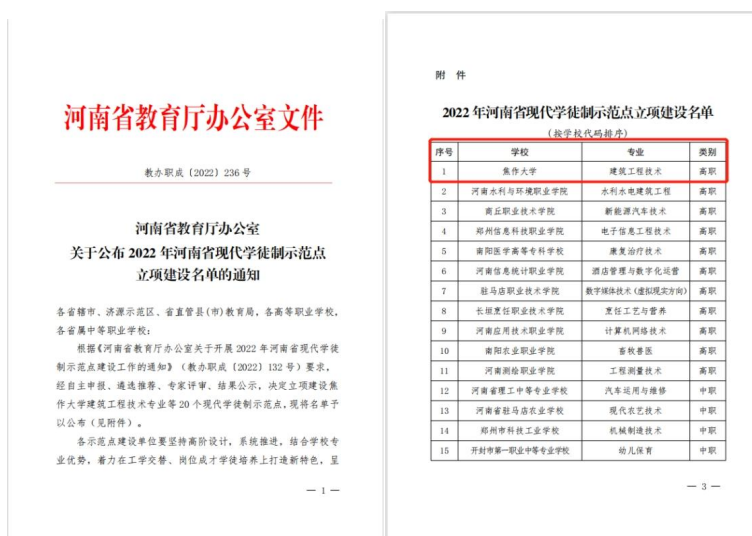 河南省教育厅办公室文件
教办职成〔2022〕236号
河南省教育厅办公室
关于公布2022年河南省现代学徒制示范点
立项建设名单的通知
各省辖市、济源示范区、省直管县(市)教育局，各高等职业学校，
各省属中等职业学校：
根据《河南省教育厅办公室关于开展2022年河南省现代学徒
制示范点建设工作的通知》（教办职成〔2022〕132号）要求，
经自主申报、遴选推荐、专家评审、结果公示，决定立项建设焦
作大学建筑工程技术专业等20个现代学徒制示范点，现将名单予
以公布（见附件）。
各示范点建设单位要坚持高阶设计，系统推进，结合学校专
业优势，着力在工学交替、岗位成才学徒培养上打造新特色，呈
— 1 —
附 件
2022年河南省现代学徒制示范点立项建设名单
(按学校代码排序)
序号 学校 专业 类别
1 焦作大学 建筑工程技术 高职
2 河南水利与环境职业学院 水利水电建筑工程 高职
3 商丘职业技术学院 新能源汽车技术 高职
4 郑州信息科技职业学院 电子信息工程技术 高职
5 南阳医学高等专科学校 康复治疗技术 高职
6 河南信息统计职业学院 酒店管理与数字化运营 高职
7 驻马店职业技术学院 数字媒体技术（虚拟现实方向） 高职
8 长垣烹饪职业技术学院 烹饪工艺与营养 高职
9 河南应用技术职业学院 计算机网络技术 高职
10 南阳农业职业学院 畜牧兽医 高职
11 河南测绘职业学院 工程测量技术 高职
12 河南省理工中等专业学校 汽车运用与维修 中职
13 河南省驻马店农业学校 现代农艺技术 中职
14 郑州市科技工业学校 机械制造技术 中职
15 开封市第一职业中等专业学校 幼儿保育 中职
— 3 —